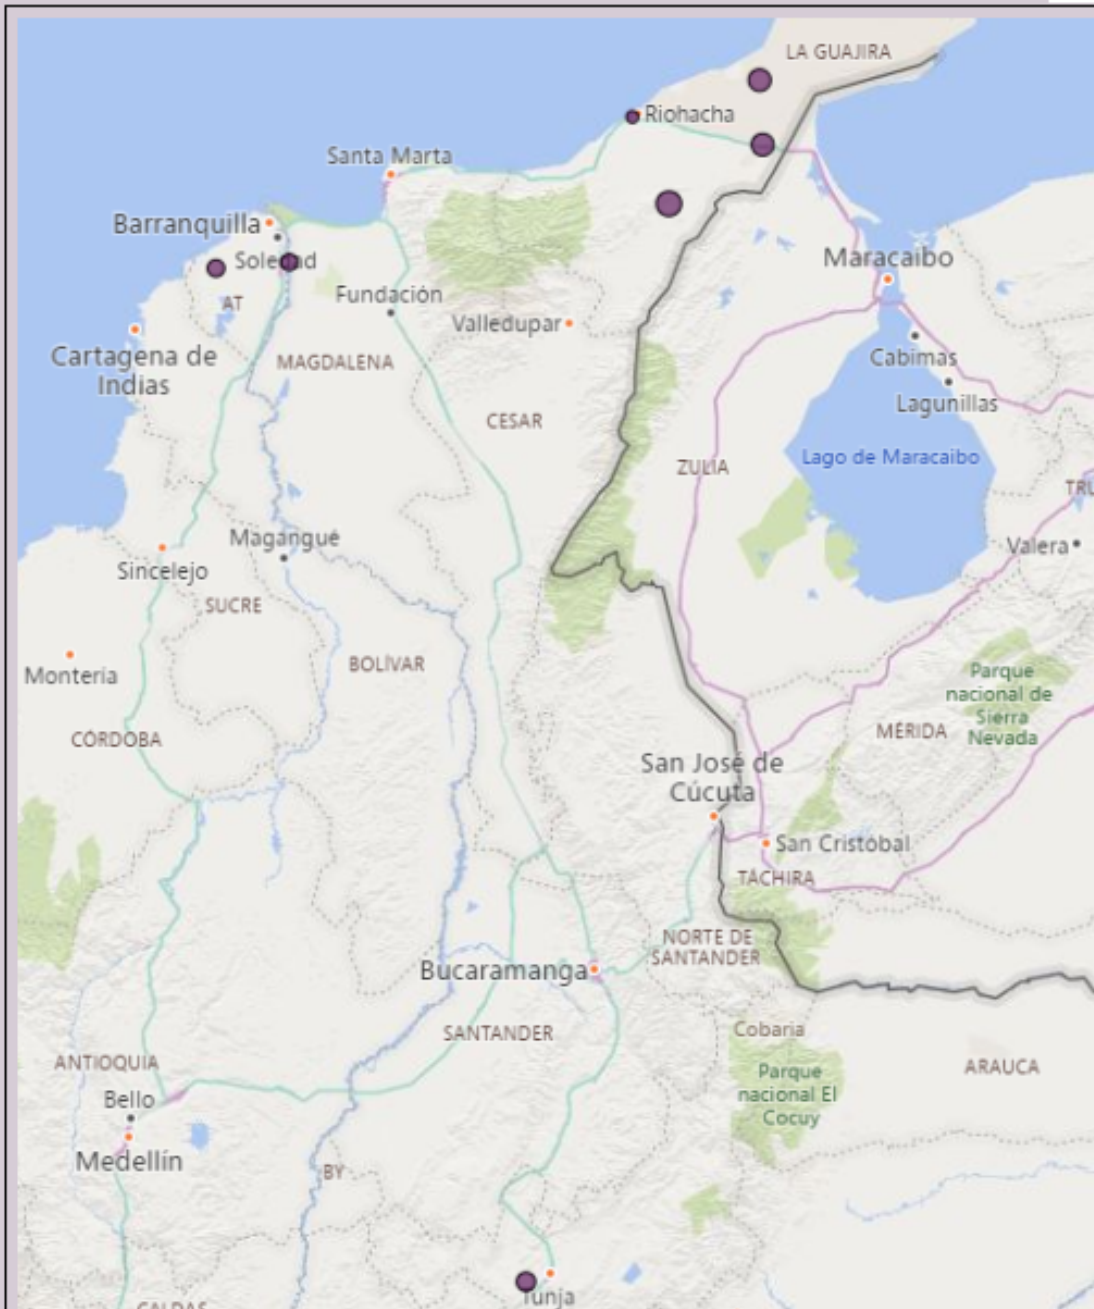 LA GUAJIRA
Riohacha
Santa Marta
Barranquilla
Soledad
Maracaibo
AT
Fundación
Valledupar
Cartagena de
Indias
MAGDALENA
Cabimas
Lagunillas
CESAR
ZULIA
Lago de Maracaibo
TRU
Magangué
Valera
Sincelejo
SUCRE
Montería
BOLÍVAR
Parque
nacional de
Sierra
Nevada
CÓRDOBA
MÉRIDA
San José de
Cúcuta
San Cristóbal
TÁCHIRA
NORTE DE
SANTANDER
Bucaramanga
SANTANDER
Cobaria
ANTIOQUIA
ARAUCA
Parque
nacional El
Cocuy
Bello
Medellín
BY
Tunja
CALDAS